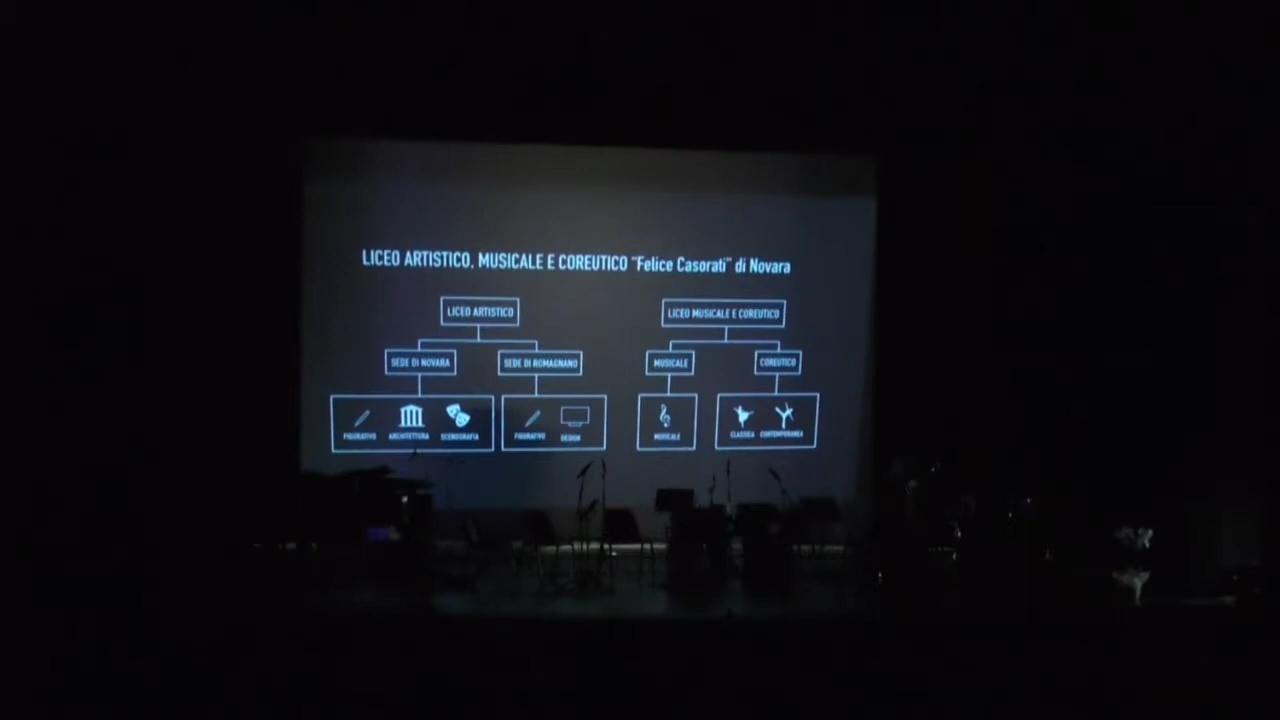 LICEO ARTISTICO, MUSICALE E COREUTICO "Felice Casorati" di Novara
LICEO ARTISTICO
LICEO MUSICALE E COREUTICO
SEDE DI NOVARA
SEDE DI ROMAGNANO
MUSICALE
COREUTICO
FIGURATIVO
ARCHITETTURA
SCENOGRAFIA
FIGURATIVO
DESIGN
MUSICALE
CLASSICA
CONTEMPORANEA